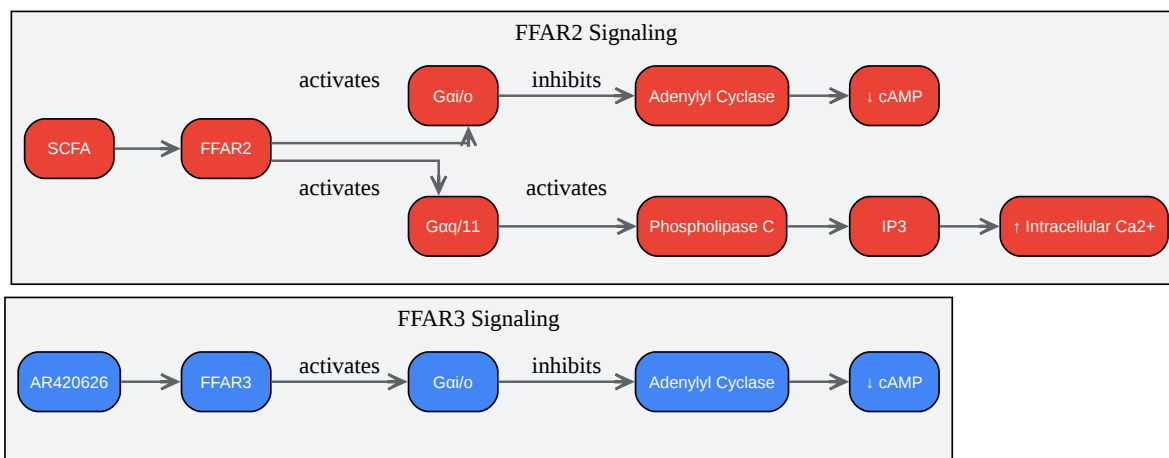 FFAR2 Signaling
activates
Gαi/o
inhibits
Adenylyl Cyclase
↓ cAMP
SCFA
FFAR2
activates
Gαq/11
activates
Phospholipase C
IP3
↑ Intracellular Ca2+
FFAR3 Signaling
AR420626
FFAR3
activates
Gαi/o
inhibits
Adenylyl Cyclase
↓ cAMP